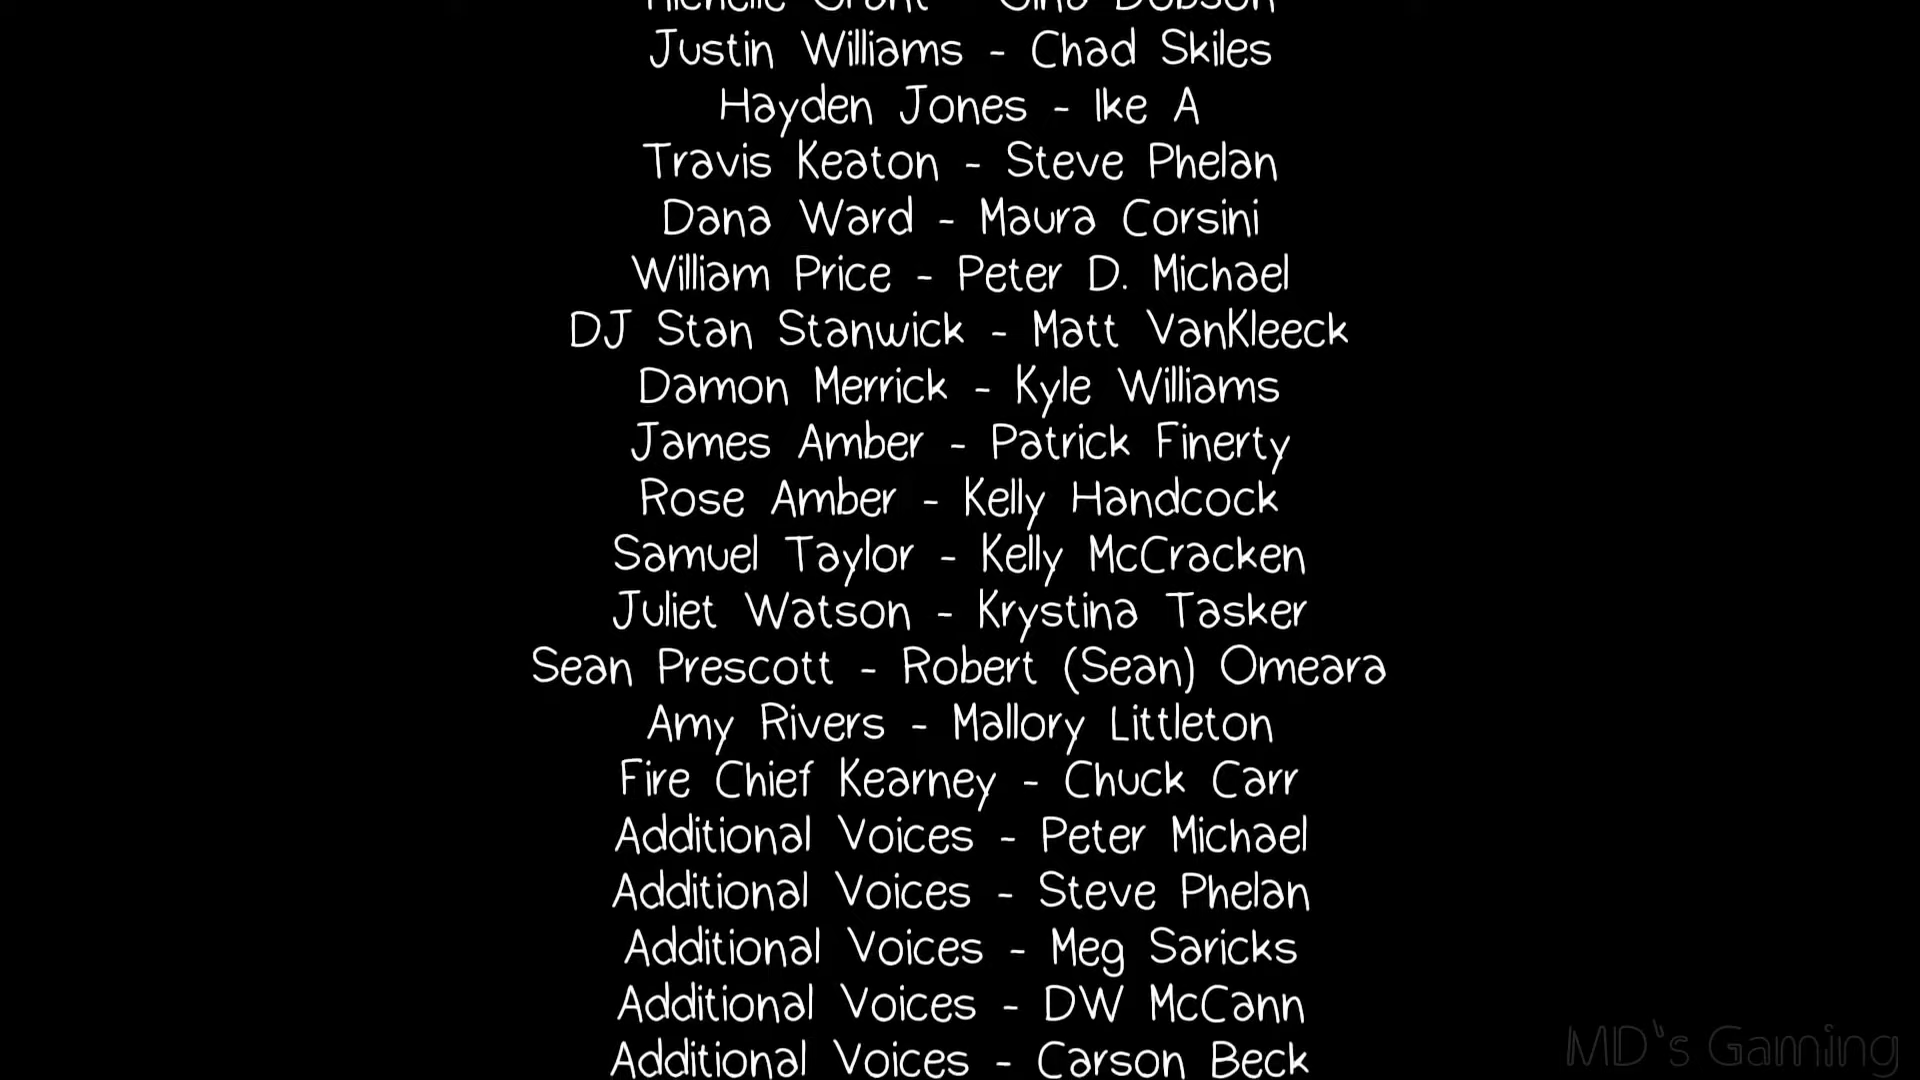 Michelle Grant - Gina Dobson
Justin Williams - Chad Skiles
Hayden Jones - Ike A
Travis Keaton - Steve Phelan
Dana Ward - Maura Corsini
William Price - Peter D. Michael
DJ Stan Stanwick - Matt VanKleeck
Damon Merrick - Kyle Williams
James Amber - Patrick Finerty
Rose Amber - Kelly Handcock
Samuel Taylor - Kelly McCracken
Juliet Watson - Krystina Tasker
Sean Prescott - Robert (Sean) Omeara
Amy Rivers - Mallory Littleton
Fire Chief Kearney - Chuck Carr
Additional Voices - Peter Michael
Additional Voices - Steve Phelan
Additional Voices - Meg Saricks
Additional Voices - DW McCann
Additional Voices - Carson Beck
MD's Gaming